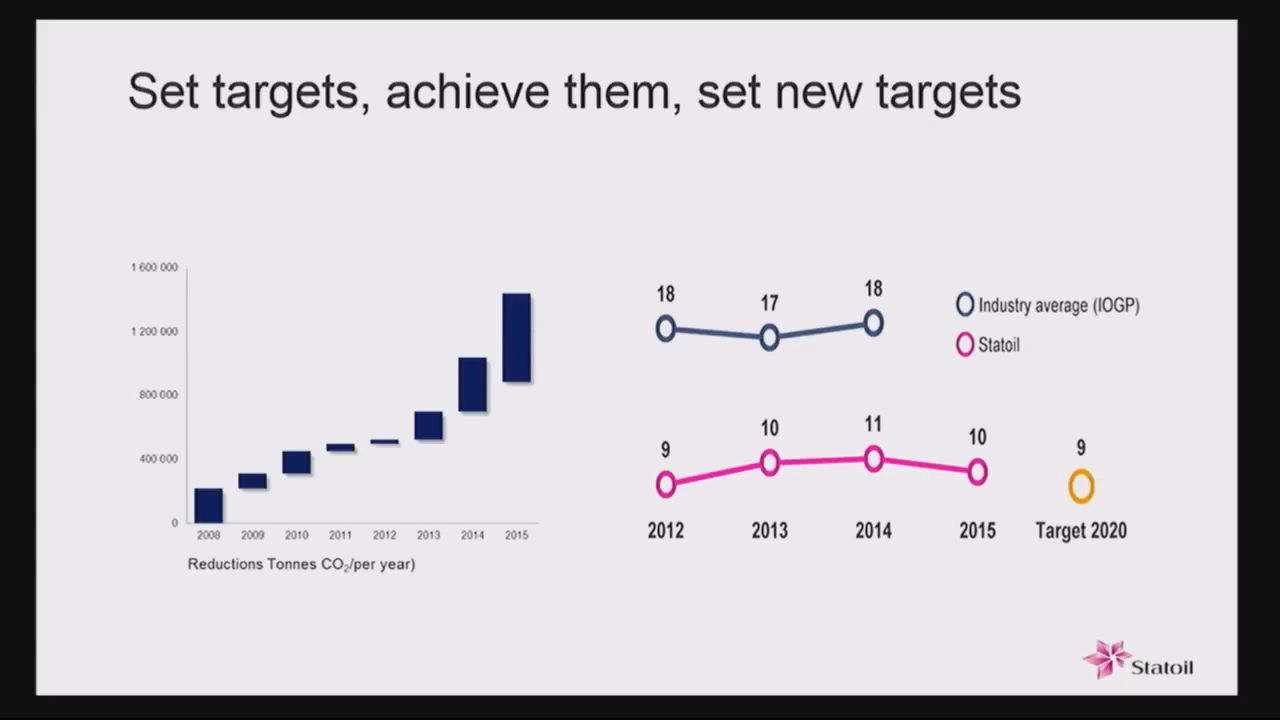 Set targets, achieve them, set new targets
1 600 000
1 200 000
800 000
400 000
0
2008 2009 2010 2011 2012 2013 2014 2015
Reductions Tonnes CO₂/per year)
18 17 18
Industry average (IOGP)
Statoil
9 10 11 10 9
2012 2013 2014 2015 Target 2020
Statoil